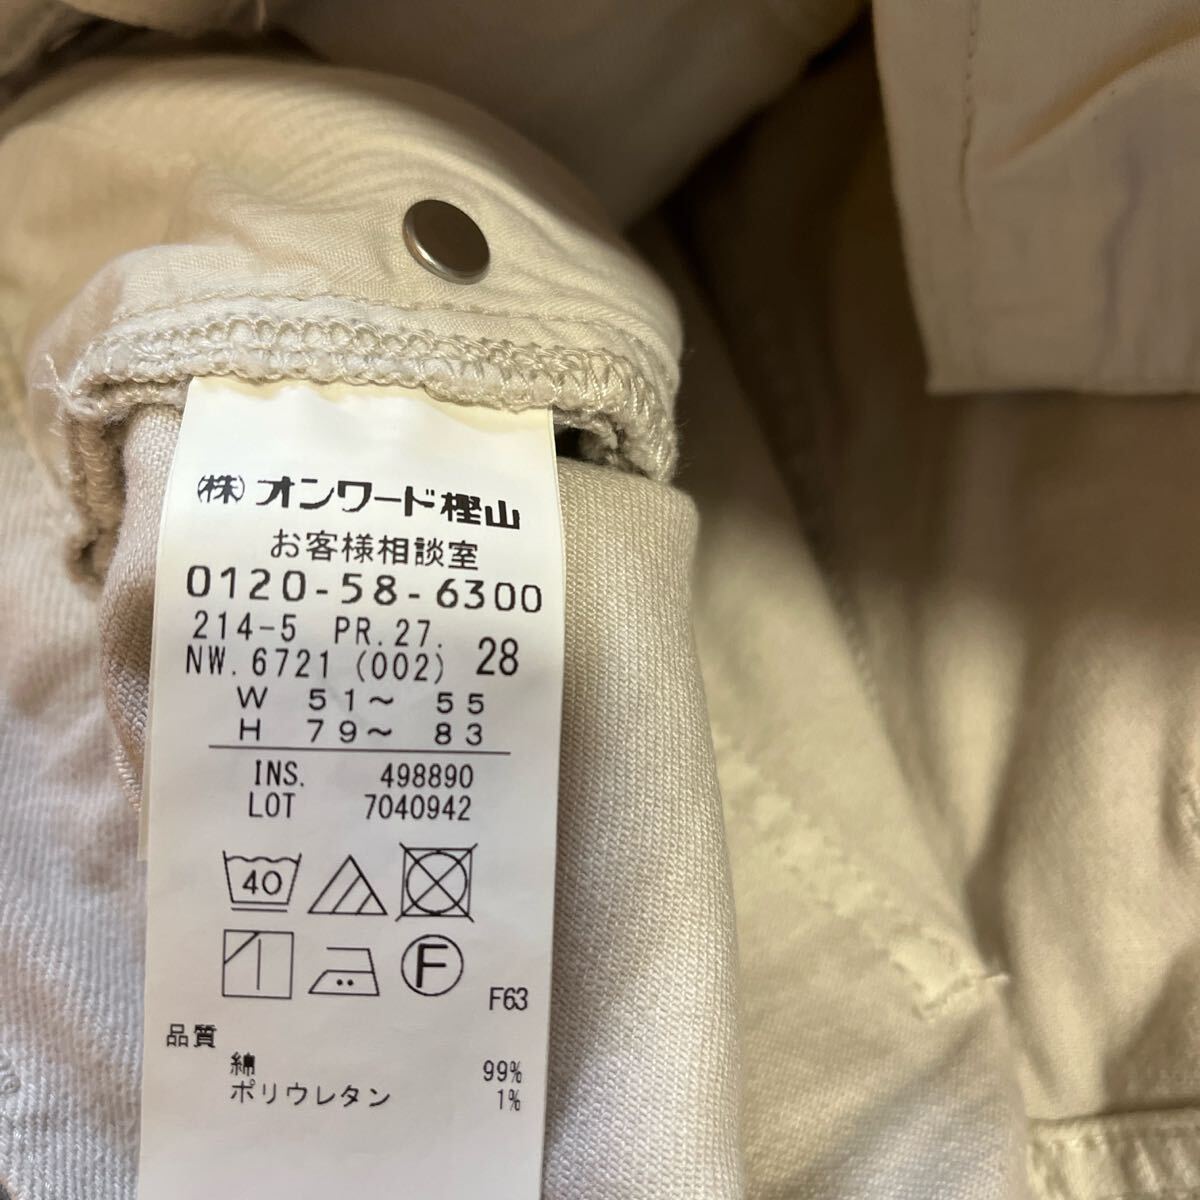 (株)オンワード樫山
お客様相談室
0120-58-6300
214-5 PR.27.
NW.6721 (002) 28
W 51〜 55
H 79〜 83
INS. 498890
LOT 7040942
40
F
F63
品質
綿 99%
ポリウレタン 1%